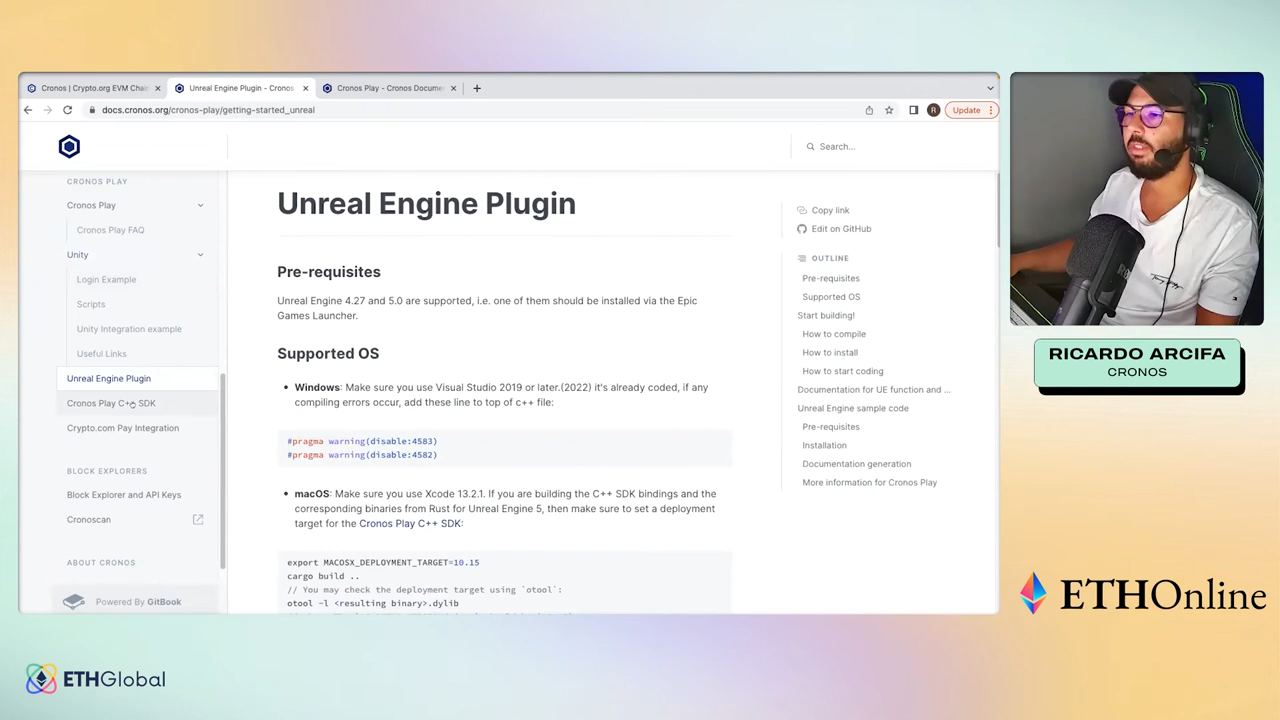 Cronos | Crypto.org EVM Chain
Unreal Engine Plugin - Cronos
Cronos Play - Cronos Docume
docs.cronos.org/cronos-play/getting-started_unreal
R
Update
Search...
CRONOS PLAY
Cronos Play
Cronos Play FAQ
Unity
Login Example
Scripts
Unity Integration example
Useful Links
Unreal Engine Plugin
Cronos Play C++ SDK
Crypto.com Pay Integration
BLOCK EXPLORERS
Block Explorer and API Keys
Cronoscan
ABOUT CRONOS
Powered By GitBook
Unreal Engine Plugin
Pre-requisites
Unreal Engine 4.27 and 5.0 are supported, i.e. one of them should be installed via the Epic
Games Launcher.
Supported OS
• Windows: Make sure you use Visual Studio 2019 or later.(2022) it's already coded, if any
compiling errors occur, add these line to top of c++ file:
#pragma warning(disable:4583)
#pragma warning(disable:4582)
• macOS: Make sure you use Xcode 13.2.1. If you are building the C++ SDK bindings and the
corresponding binaries from Rust for Unreal Engine 5, then make sure to set a deployment
target for the Cronos Play C++ SDK:
export MACOSX_DEPLOYMENT_TARGET=10.15
cargo build ..
// You may check the deployment target using `otool`:
otool -l <resulting binary>.dylib
Copy link
Edit on GitHub
OUTLINE
Pre-requisites
Supported OS
Start building!
How to compile
How to install
How to start coding
Documentation for UE function and ...
Unreal Engine sample code
Pre-requisites
Installation
Documentation generation
More information for Cronos Play
RICARDO ARCIFA
CRONOS
ETHOnline
ETHGlobal